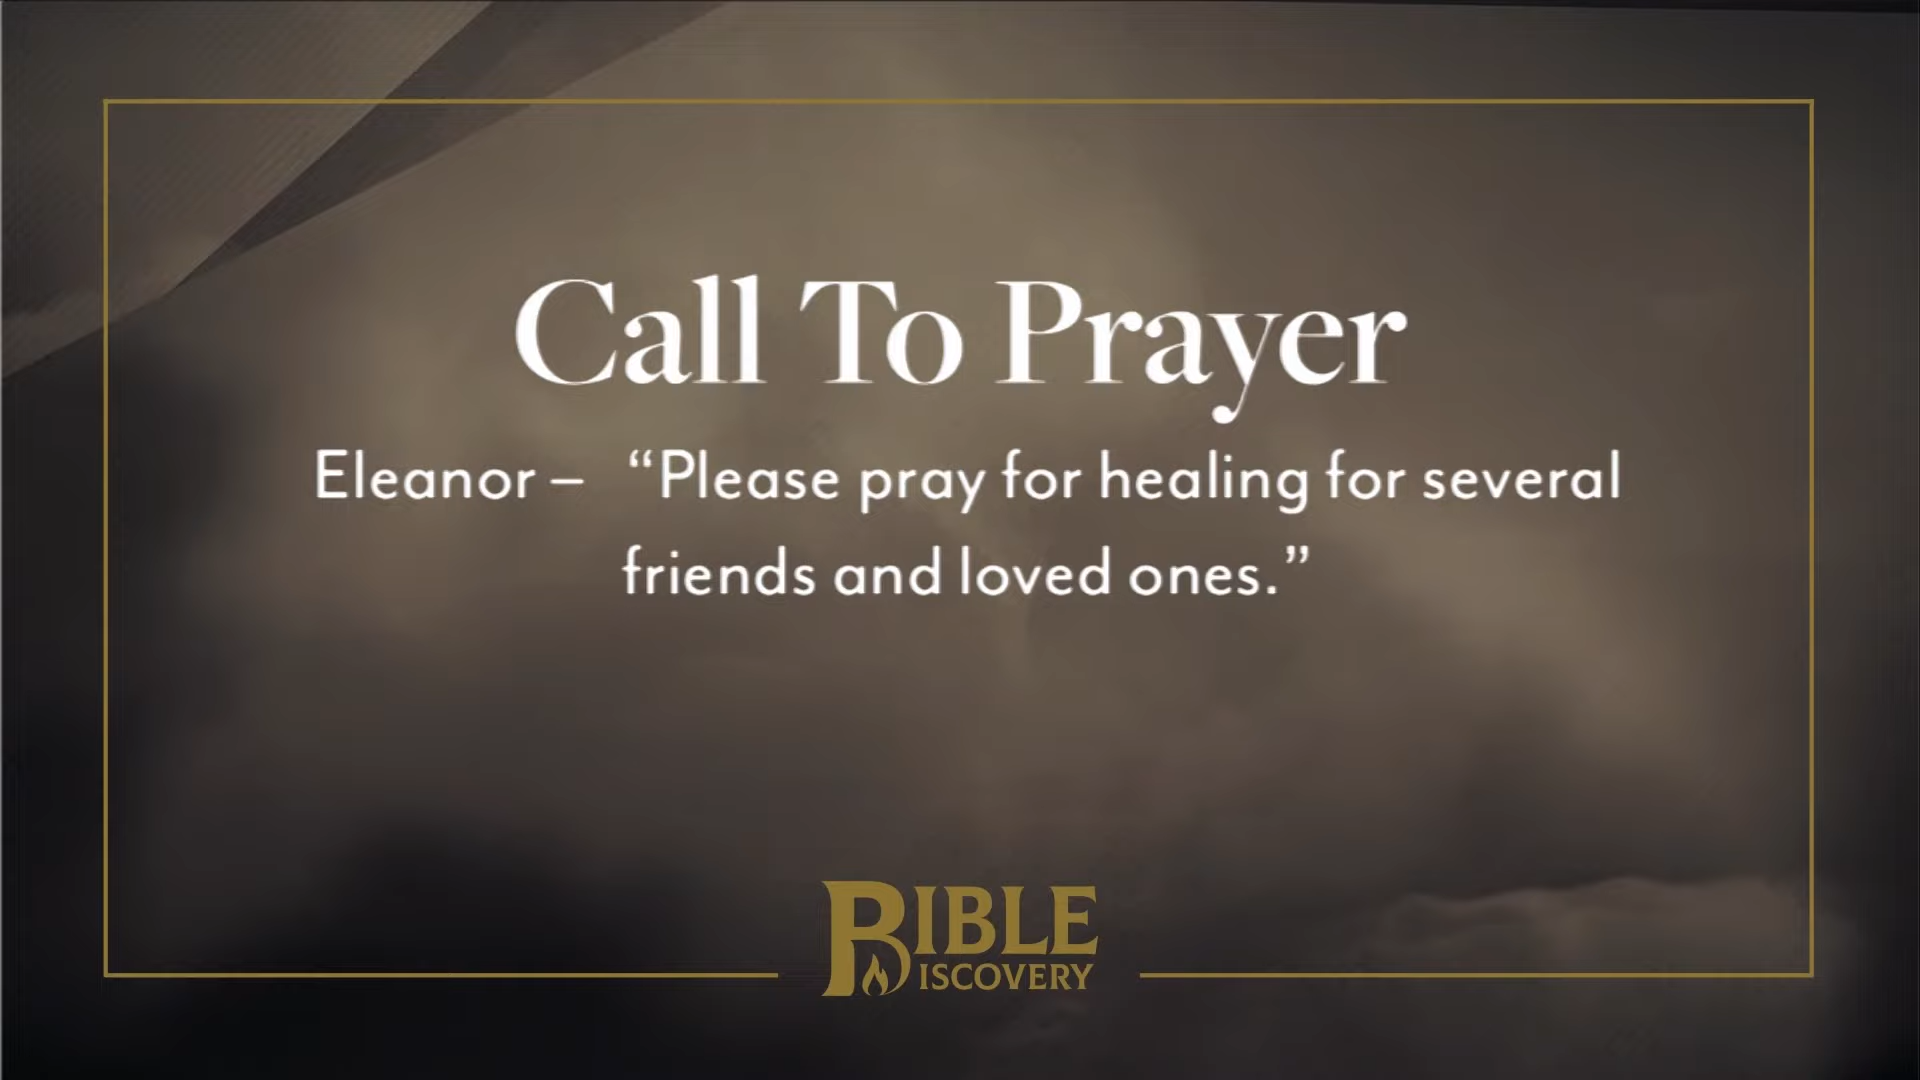 Call To Prayer
Eleanor – “Please pray for healing for several
friends and loved ones.”
BIBLE
DISCOVERY